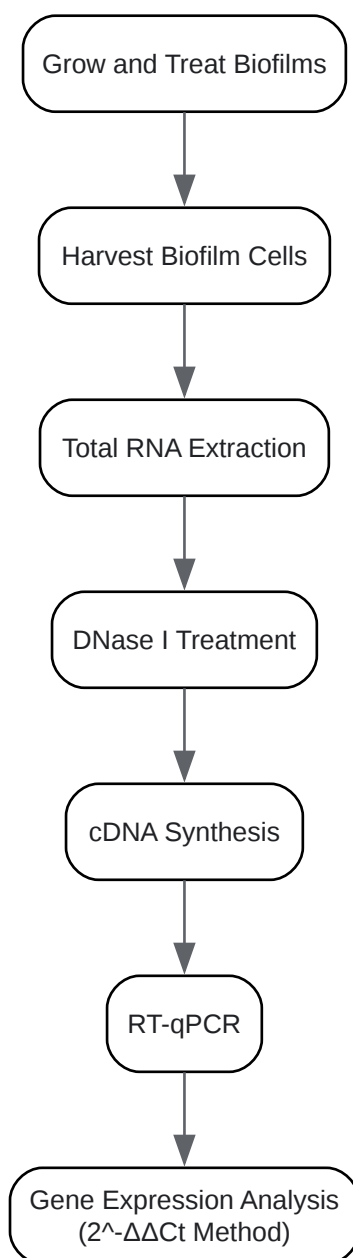 Grow and Treat Biofilms
Harvest Biofilm Cells
Total RNA Extraction
DNase I Treatment
cDNA Synthesis
RT-qPCR
Gene Expression Analysis
(2^-ΔΔCt Method)